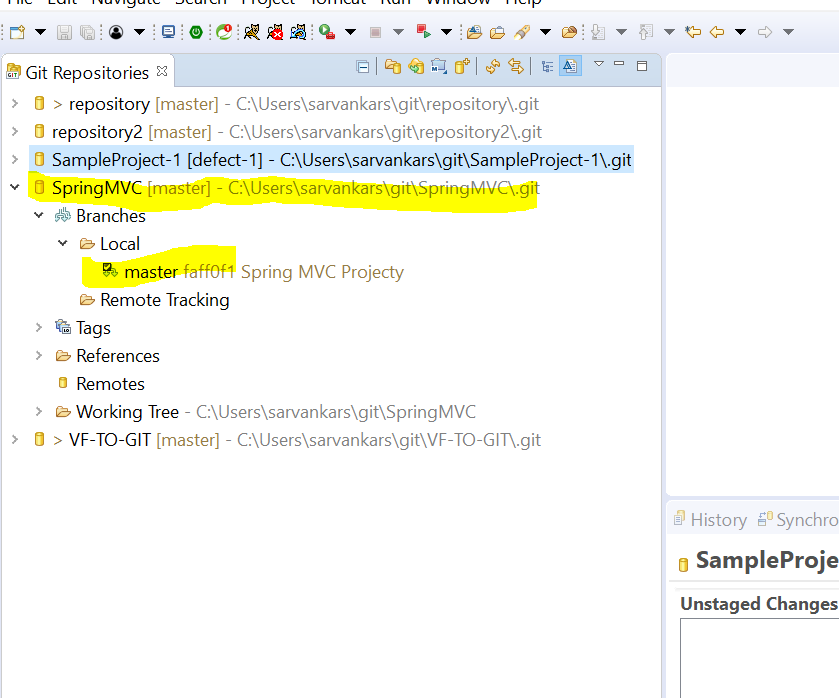 File Edit Navigate Search Project Tomcat Run Window Help
Git Repositories
> repository [master] - C:\Users\sarvankars\git\repository\.git
repository2 [master] - C:\Users\sarvankars\git\repository2\.git
SampleProject-1 [defect-1] - C:\Users\sarvankars\git\SampleProject-1\.git
SpringMVC [master] - C:\Users\sarvankars\git\SpringMVC\.git
Branches
Local
master faff0f1 Spring MVC Projecty
Remote Tracking
Tags
References
Remotes
Working Tree - C:\Users\sarvankars\git\SpringMVC
> VF-TO-GIT [master] - C:\Users\sarvankars\git\VF-TO-GIT\.git
History Synchro
SampleProje
Unstaged Changes